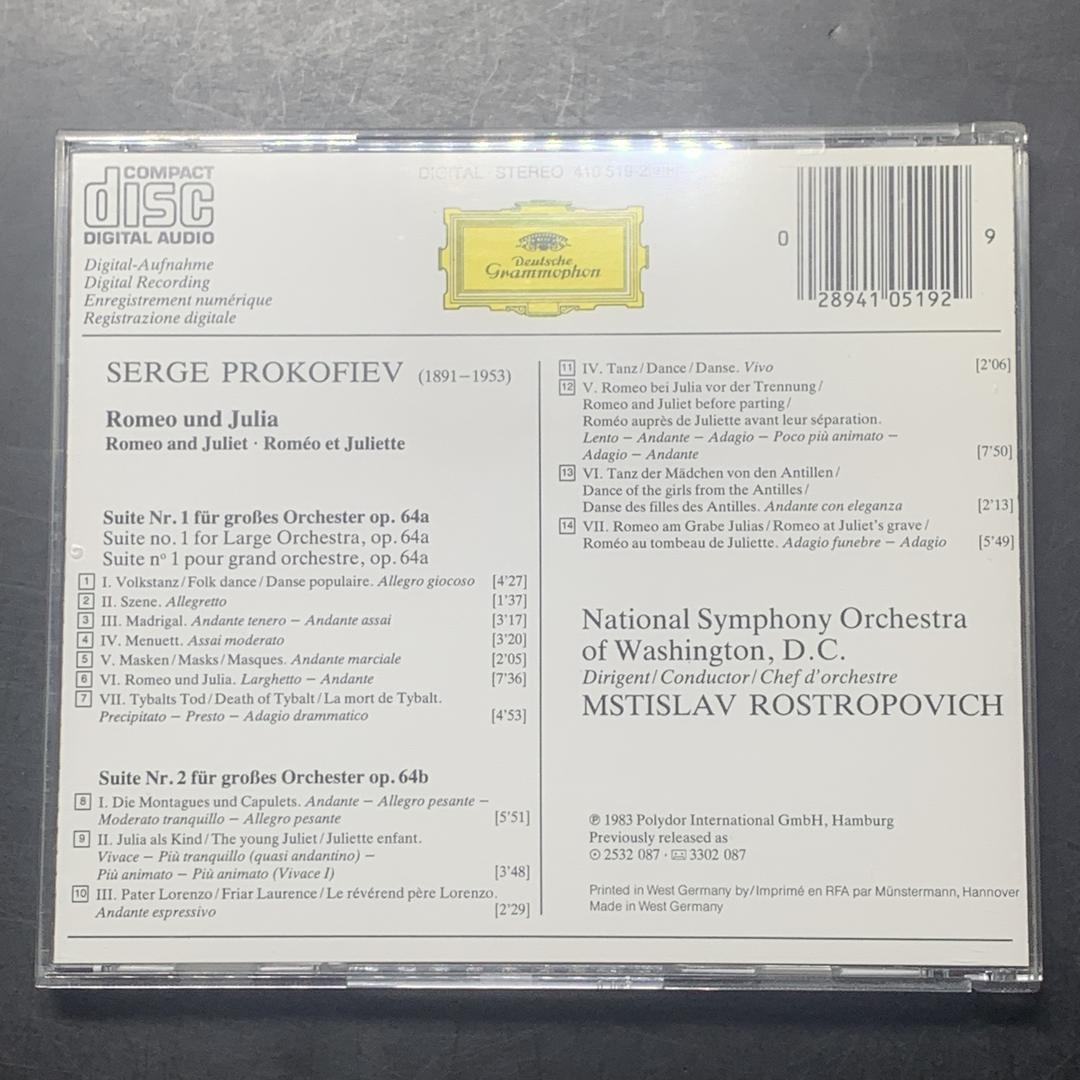 COMPACT
disc
DIGITAL AUDIO
Digital-Aufnahme
Digital Recording
Enregistrement numérique
Registrazione digitale
DIGITAL · STEREO 410 519-2
Deutsche
Grammophon
0 28941 05192 9
SERGE PROKOFIEV (1891–1953)
Romeo und Julia
Romeo and Juliet · Roméo et Juliette
Suite Nr. 1 für großes Orchester op. 64a
Suite no. 1 for Large Orchestra, op. 64a
Suite nº 1 pour grand orchestre, op. 64a
1 I. Volkstanz/Folk dance/Danse populaire. Allegro giocoso [4'27]
2 II. Szene. Allegretto [1'37]
3 III. Madrigal. Andante tenero – Andante assai [3'17]
4 IV. Menuett. Assai moderato [3'20]
5 V. Masken/Masks/Masques. Andante marciale [2'05]
6 VI. Romeo und Julia. Larghetto – Andante [7'36]
7 VII. Tybalts Tod/Death of Tybalt/La mort de Tybalt.
Precipitato – Presto – Adagio drammatico [4'53]
Suite Nr. 2 für großes Orchester op. 64b
8 I. Die Montagues und Capulets. Andante – Allegro pesante –
Moderato tranquillo – Allegro pesante [5'51]
9 II. Julia als Kind/The young Juliet/Juliette enfant.
Vivace – Più tranquillo (quasi andantino) –
Più animato – Più animato (Vivace I) [3'48]
10 III. Pater Lorenzo/Friar Laurence/Le révérend père Lorenzo.
Andante espressivo [2'29]
11 IV. Tanz/Dance/Danse. Vivo [2'06]
12 V. Romeo bei Julia vor der Trennung/
Romeo and Juliet before parting/
Roméo auprès de Juliette avant leur séparation.
Lento – Andante – Adagio – Poco più animato –
Adagio – Andante [7'50]
13 VI. Tanz der Mädchen von den Antillen/
Dance of the girls from the Antilles/
Danse des filles des Antilles. Andante con eleganza [2'13]
14 VII. Romeo am Grabe Julias/Romeo at Juliet's grave/
Roméo au tombeau de Juliette. Adagio funebre – Adagio [5'49]
National Symphony Orchestra
of Washington, D.C.
Dirigent/Conductor/Chef d'orchestre
MSTISLAV ROSTROPOVICH
℗ 1983 Polydor International GmbH, Hamburg
Previously released as
2532 087 · 3302 087
Printed in West Germany by/Imprimé en RFA par Münstermann, Hannover
Made in West Germany